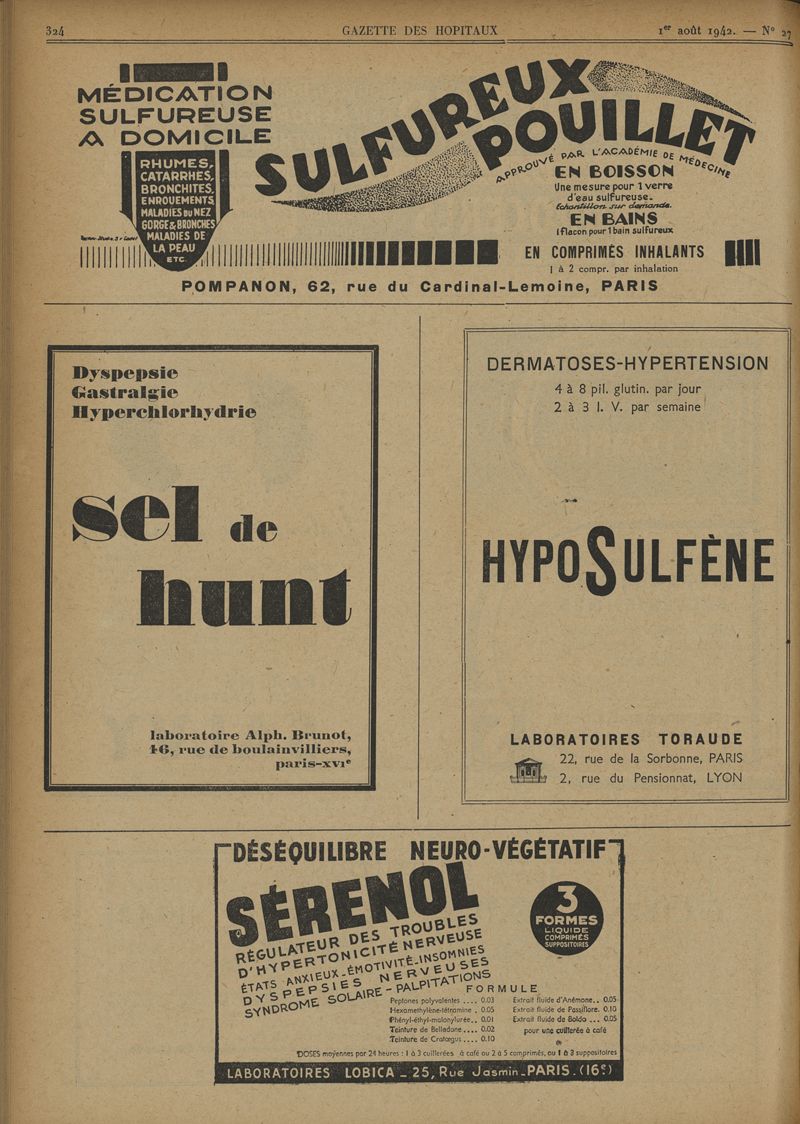 324 GAZETTE DES HOPITAUX 1er août 1942. — N° 27
MÉDICATION
SULFUREUSE
A DOMICILE
RHUMES,
CATARRHES,
BRONCHITES,
ENROUEMENTS,
MALADIES DU NEZ
GORGE & BRONCHES
MALADIES DE
LA PEAU
ETC.
SULFUREUX
POUILLET
APPROUVÉ PAR L'ACADÉMIE DE MÉDECINE
EN BOISSON
Une mesure pour 1 verre
d'eau sulfureuse.
Échantillon sur demande.
EN BAINS
1 flacon pour 1 bain sulfureux
EN COMPRIMÉS INHALANTS
1 à 2 compr. par inhalation
POMPANON, 62, rue du Cardinal-Lemoine, PARIS
Dyspepsie
Gastralgie
Hyperchlorhydrie
sel de
hunt
laboratoire Alph. Brunot,
16, rue de boulainvilliers,
paris-XVIe
DERMATOSES-HYPERTENSION
4 à 8 pil. glutin. par jour
2 à 3 I. V. par semaine
HYPOSULFÈNE
LABORATOIRES TORAUDE
22, rue de la Sorbonne, PARIS
2, rue du Pensionnat, LYON
DÉSÉQUILIBRE NEURO-VÉGÉTATIF
SÉRENOL
RÉGULATEUR DES TROUBLES
D'HYPERTONICITÉ NERVEUSE
ÉTATS ANXIEUX-ÉMOTIVITÉ-INSOMNIES
DYSPEPSIES NERVEUSES
SYNDROME SOLAIRE-PALPITATIONS
3
FORMES
LIQUIDE
COMPRIMÉS
SUPPOSITOIRES
FORMULE
Peptones polyvalentes .... 0.03
Hexaméthylène-tétramine . 0.05
Phényl-éthyl-malonylurée.. 0.01
Teinture de Belladone.... 0.02
Teinture de Cratœgus .... 0.10
Extrait fluide d'Anémone.. 0.05
Extrait fluide de Passiflore. 0.10
Extrait fluide de Boldo ... 0.05
pour une cuillerée à café
DOSES moyennes par 24 heures : 1 à 3 cuillerées à café ou 2 à 5 comprimés, ou 1 à 3 suppositoires
LABORATOIRES LOBICA - 25, Rue Jasmin-PARIS. (16e)